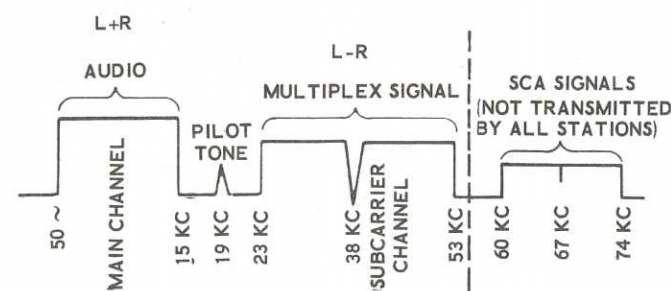 L+R
AUDIO
L-R
MULTIPLEX SIGNAL
PILOT
TONE
SCA SIGNALS
(NOT TRANSMITTED
BY ALL STATIONS)
50 ~
MAIN CHANNEL
15 KC
19 KC
23 KC
38 KC
SUBCARRIER
CHANNEL
53 KC
60 KC
67 KC
74 KC